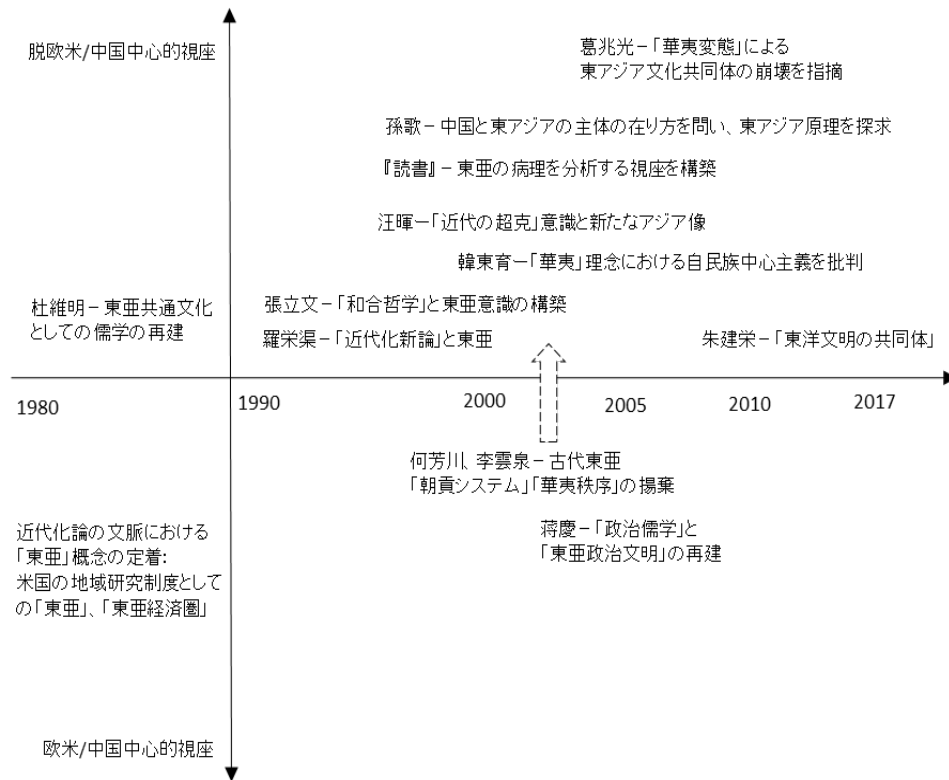 脱欧米/中国中心的視座
葛兆光－「華夷変態」による
東アジア文化共同体の崩壊を指摘
孫歌－中国と東アジアの主体の在り方を問い、東アジア原理を探求
『読書』－東亜の病理を分析する視座を構築
汪暉ー「近代の超克」意識と新たなアジア像
韓東育ー「華夷」理念における自民族中心主義を批判
杜維明－東亜共通文化
としての儒学の再建
張立文－「和合哲学」と東亜意識の構築
羅栄渠－「近代化新論」と東亜
朱建栄－「東洋文明の共同体」
1980
1990
2000
2005
2010
2017
何芳川、李雲泉－古代東亜
「朝貢システム」「華夷秩序」の揚棄
蒋慶－「政治儒学」と
「東亜政治文明」の再建
近代化論の文脈における
「東亜」概念の定着:
米国の地域研究制度として
の「東亜」、「東亜経済圏」
欧米/中国中心的視座